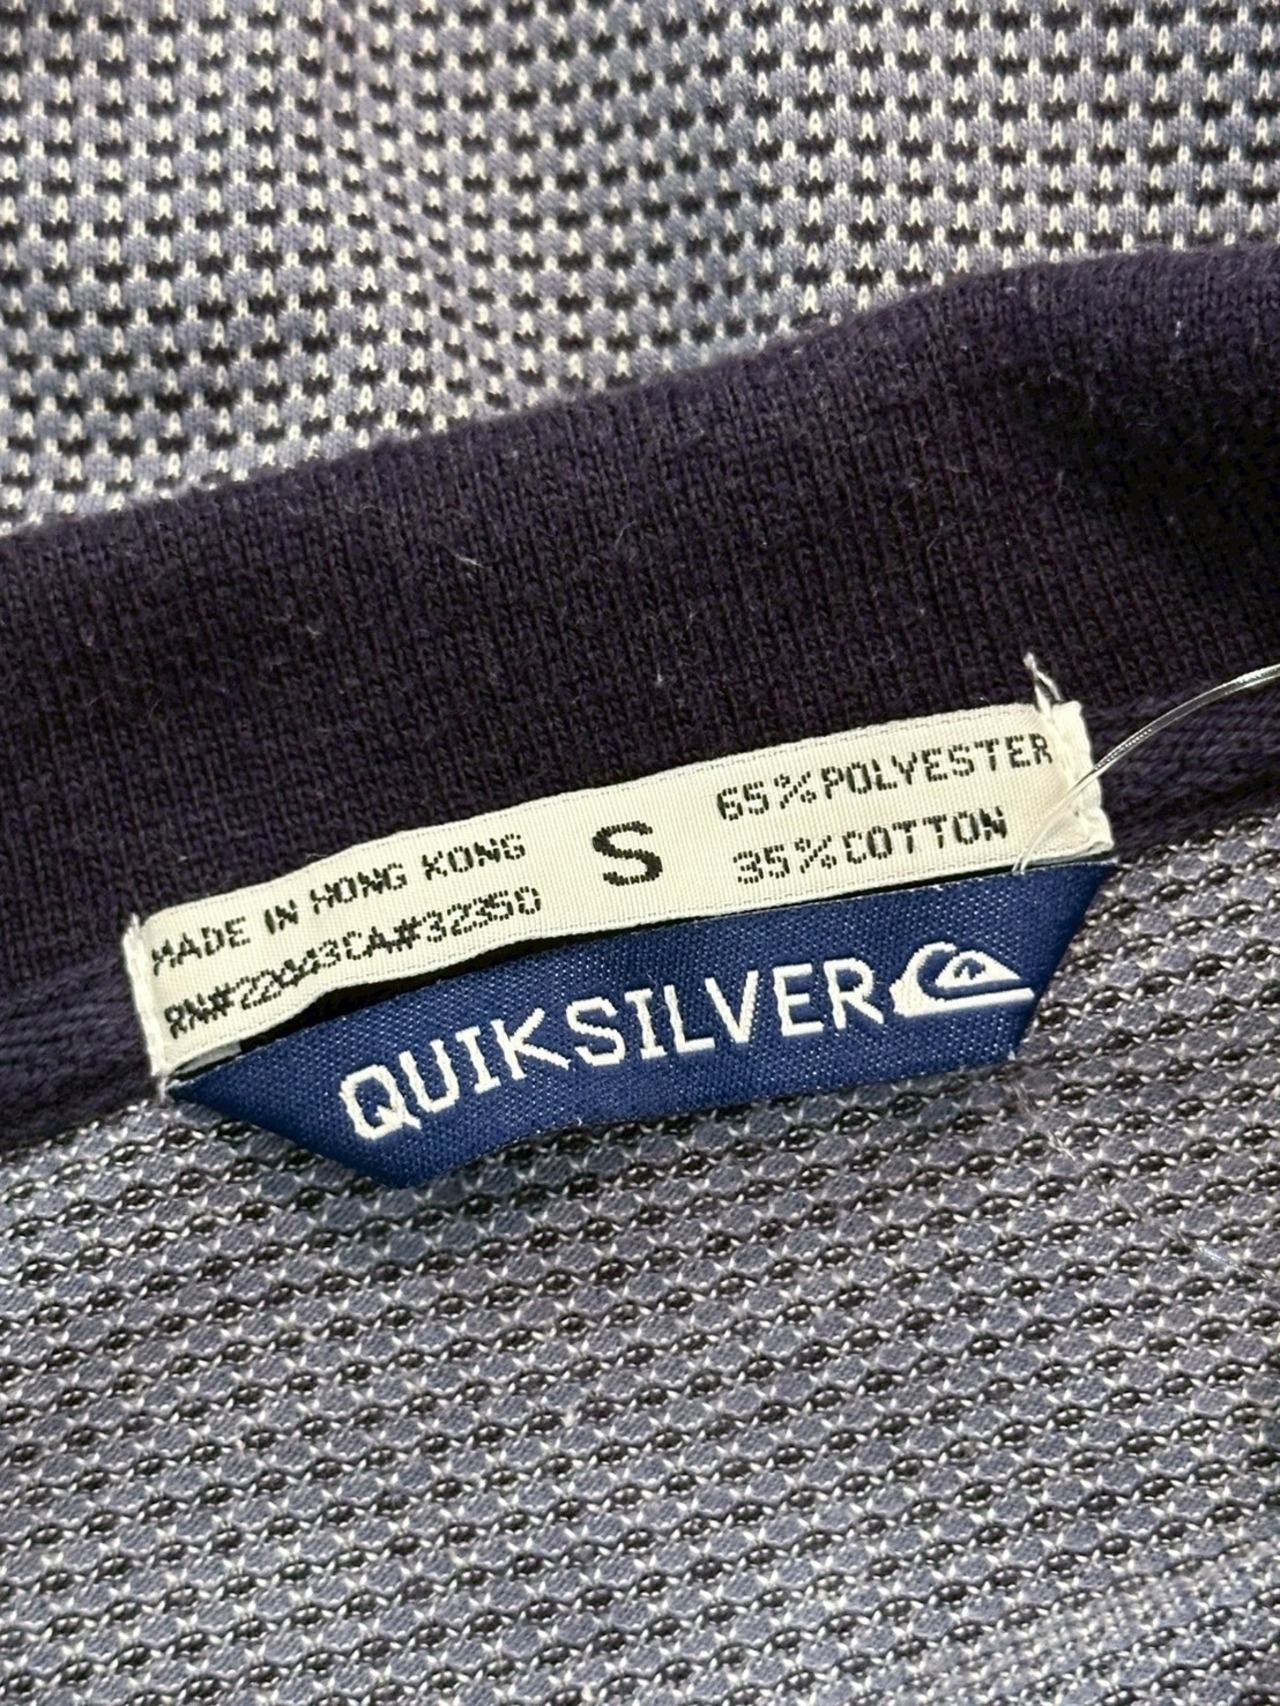 MADE IN HONG KONG
RN#22443CA#32350
S
65%POLYESTER
35%COTTON
QUIKSILVER